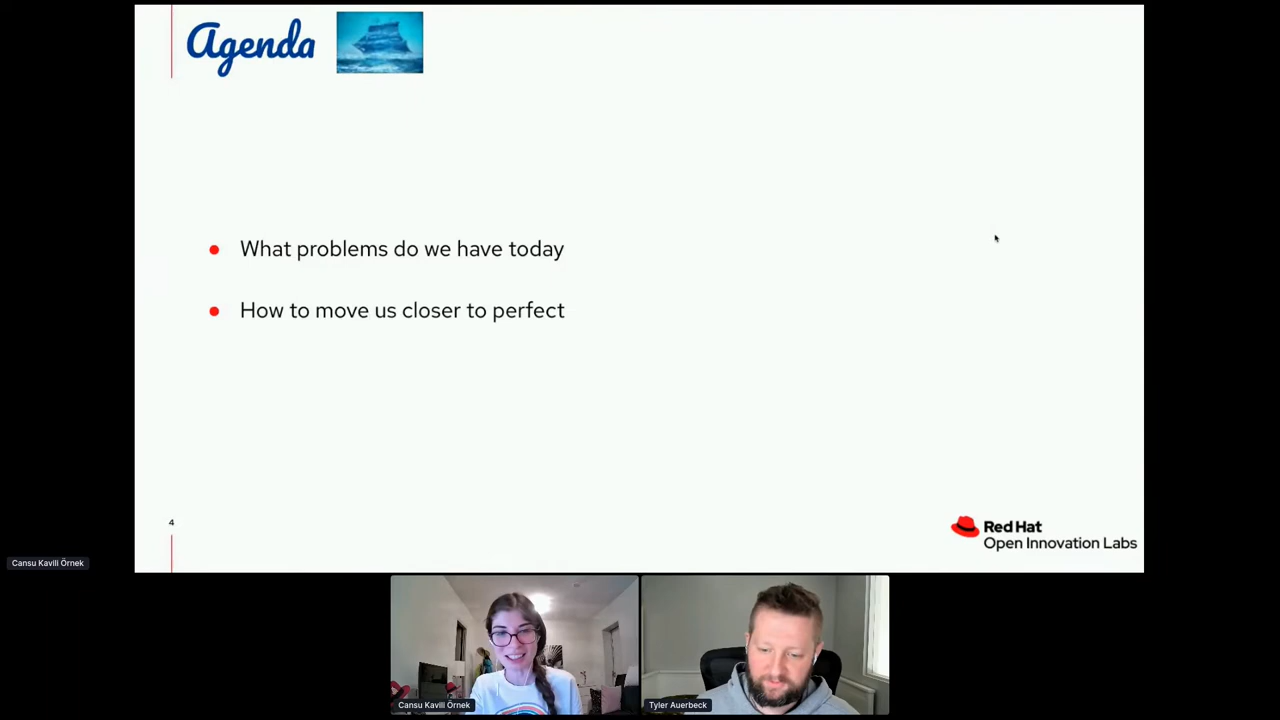 Agenda
What problems do we have today
How to move us closer to perfect
4
Red Hat
Open Innovation Labs
Cansu Kavili Örnek
Cansu Kavili Örnek
Tyler Auerbeck